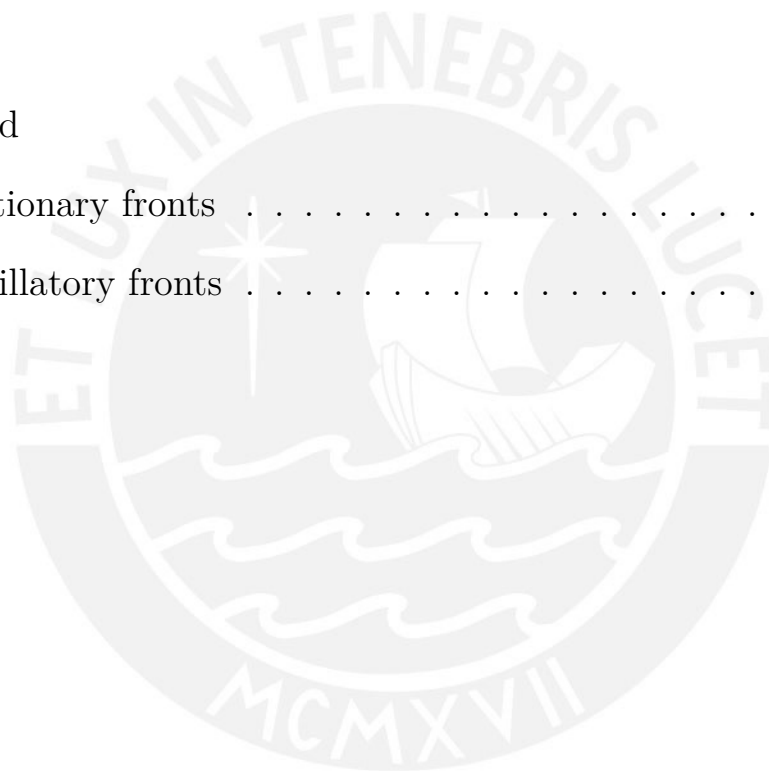 ET LUX IN TENEBRIS LUCET
d
tionary fronts . . . . . . . . . . . . . . . . . .
illatory fronts . . . . . . . . . . . . . . . . . .
MCMXVII